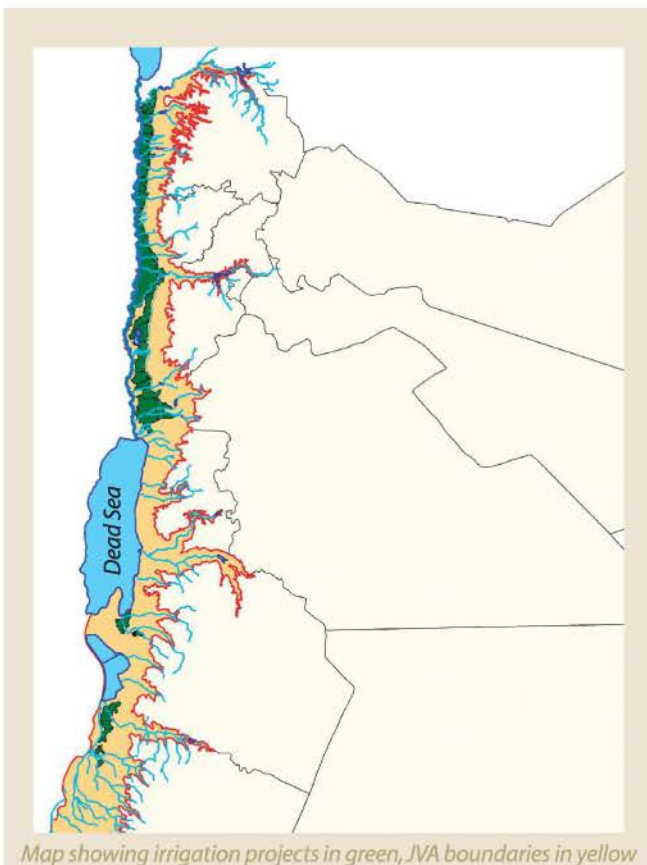 Dead Sea
Map showing irrigation projects in green, JVA boundaries in yellow